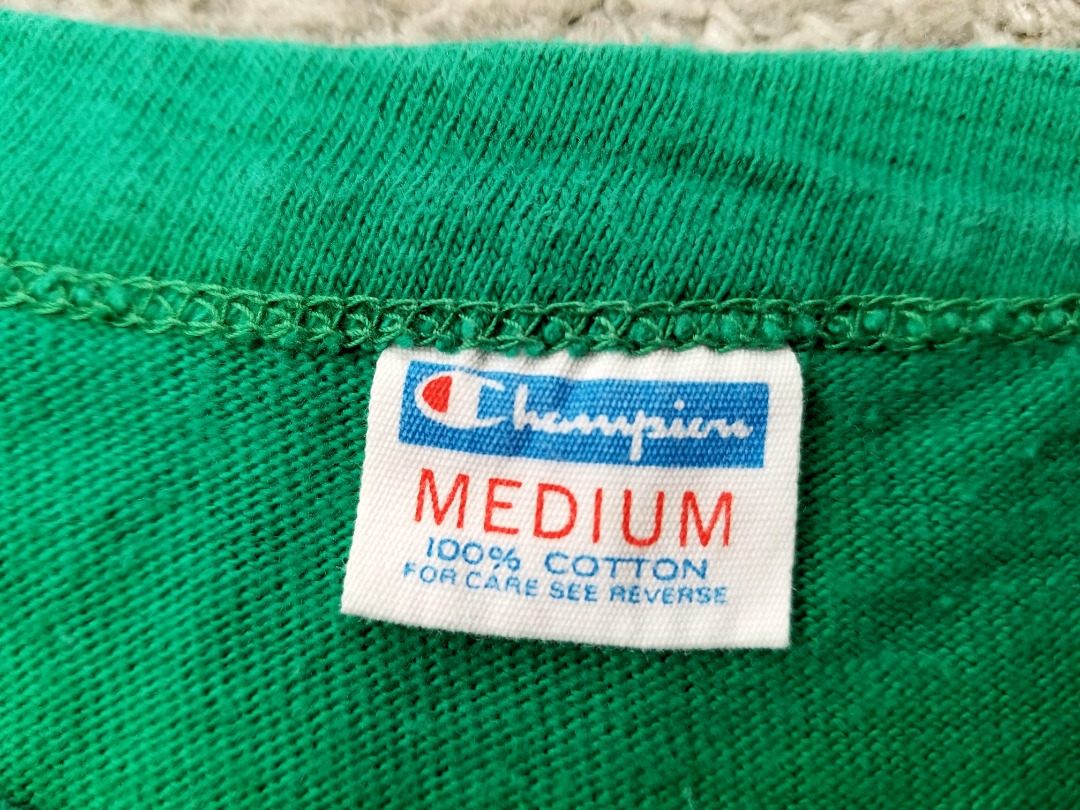 Champion
MEDIUM
100% COTTON
FOR CARE SEE REVERSE